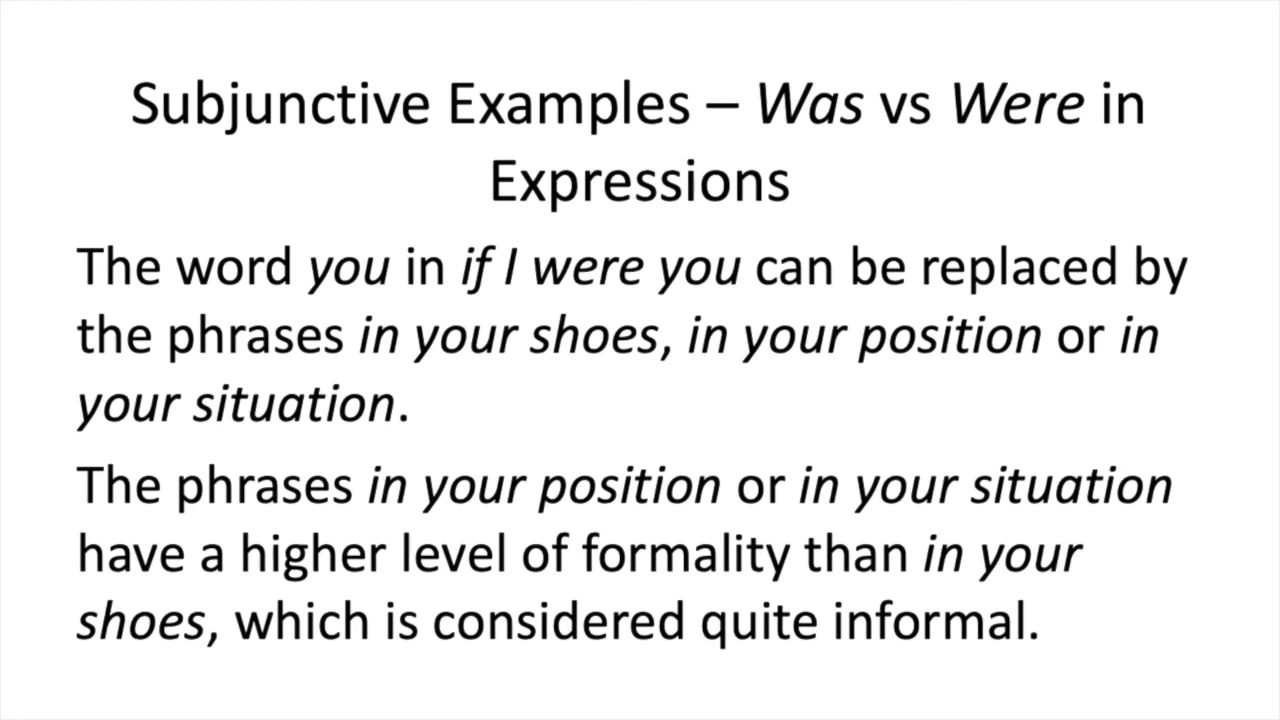 Subjunctive Examples – Was vs Were in
Expressions
The word you in if I were you can be replaced by
the phrases in your shoes, in your position or in
your situation.
The phrases in your position or in your situation
have a higher level of formality than in your
shoes, which is considered quite informal.